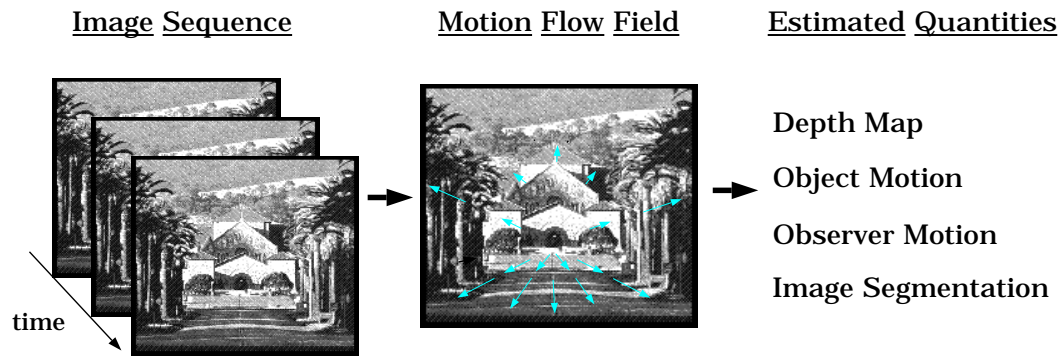 Image Sequence
Motion Flow Field
Estimated Quantities
time
Depth Map
Object Motion
Observer Motion
Image Segmentation